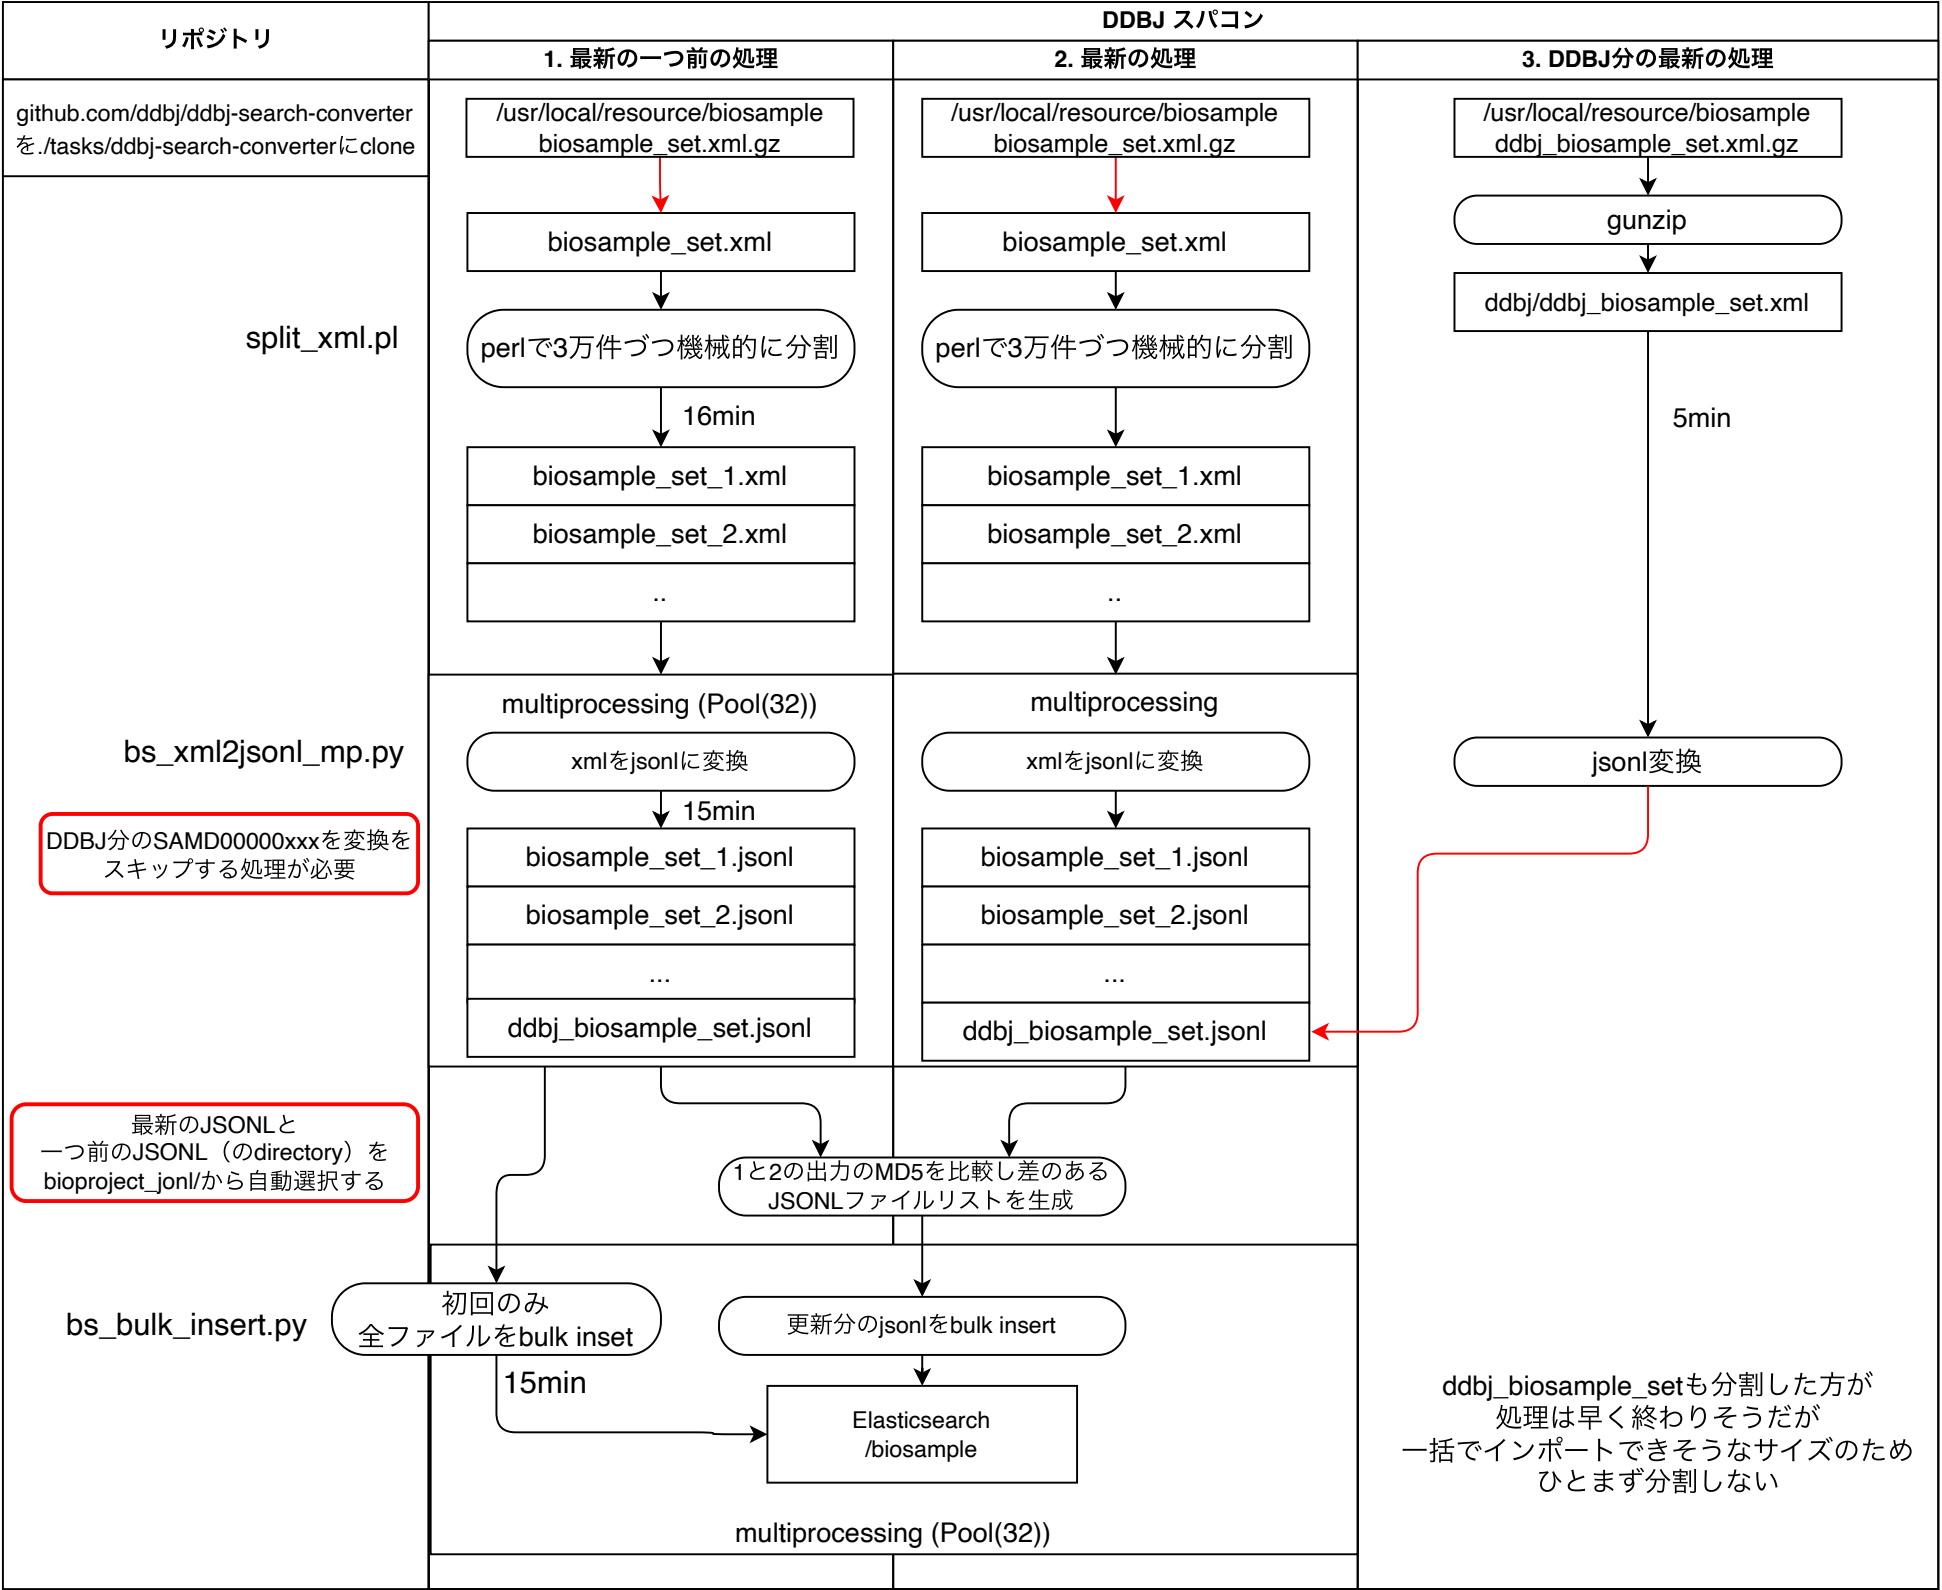 リポジトリ
DDBJ スパコン
1. 最新の一つ前の処理
2. 最新の処理
3. DDBJ分の最新の処理
github.com/ddbj/ddbj-search-converter
を./tasks/ddbj-search-converterにclone
/usr/local/resource/biosample
biosample_set.xml.gz
/usr/local/resource/biosample
biosample_set.xml.gz
/usr/local/resource/biosample
ddbj_biosample_set.xml.gz
biosample_set.xml
biosample_set.xml
gunzip
ddbj/ddbj_biosample_set.xml
split_xml.pl
perlで3万件づつ機械的に分割
perlで3万件づつ機械的に分割
16min
5min
biosample_set_1.xml
biosample_set_2.xml
..
biosample_set_1.xml
biosample_set_2.xml
..
multiprocessing (Pool(32))
multiprocessing
bs_xml2jsonl_mp.py
xmlをjsonlに変換
xmlをjsonlに変換
jsonl変換
15min
DDBJ分のSAMD00000xxxを変換を
スキップする処理が必要
biosample_set_1.jsonl
biosample_set_2.jsonl
...
ddbj_biosample_set.jsonl
biosample_set_1.jsonl
biosample_set_2.jsonl
...
ddbj_biosample_set.jsonl
最新のJSONLと
一つ前のJSONL（のdirectory）を
bioproject_jonl/から自動選択する
1と2の出力のMD5を比較し差のある
JSONLファイルリストを生成
bs_bulk_insert.py
初回のみ
全ファイルをbulk inset
更新分のjsonlをbulk insert
15min
Elasticsearch
/biosample
ddbj_biosample_setも分割した方が
処理は早く終わりそうだが
一括でインポートできそうなサイズのため
ひとまず分割しない
multiprocessing (Pool(32))